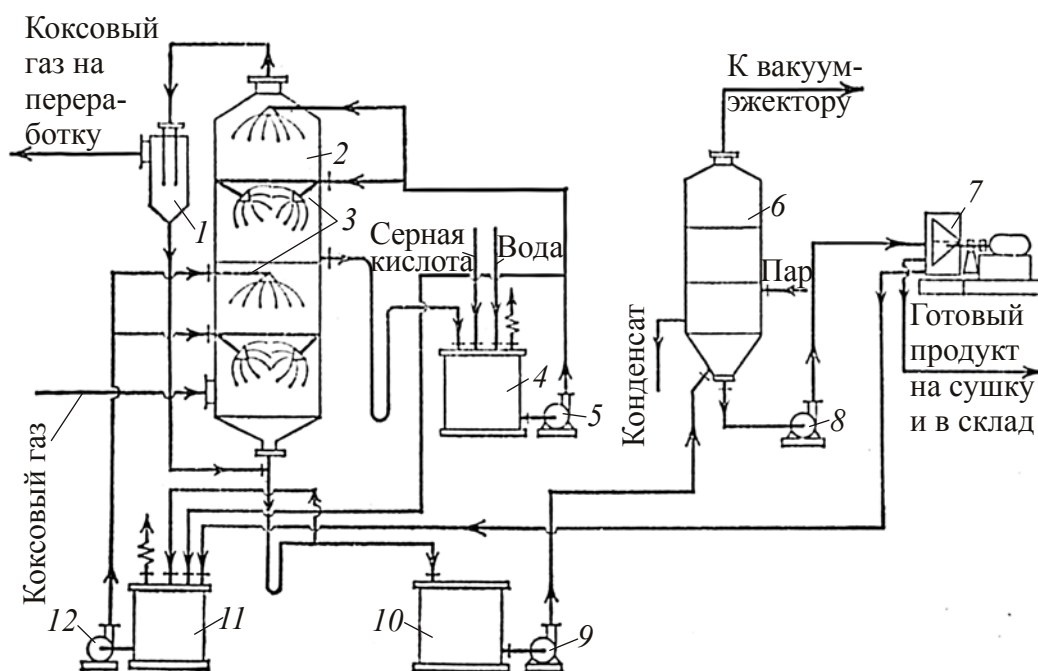 Коксовый
газ на
перера-
ботку
К вакуум-
эжектору
1
2
3
Серная
кислота
Вода
4
5
6
7
Пар
Готовый
продукт
на сушку
и в склад
Конденсат
8
Коксовый газ
9
10
11
12